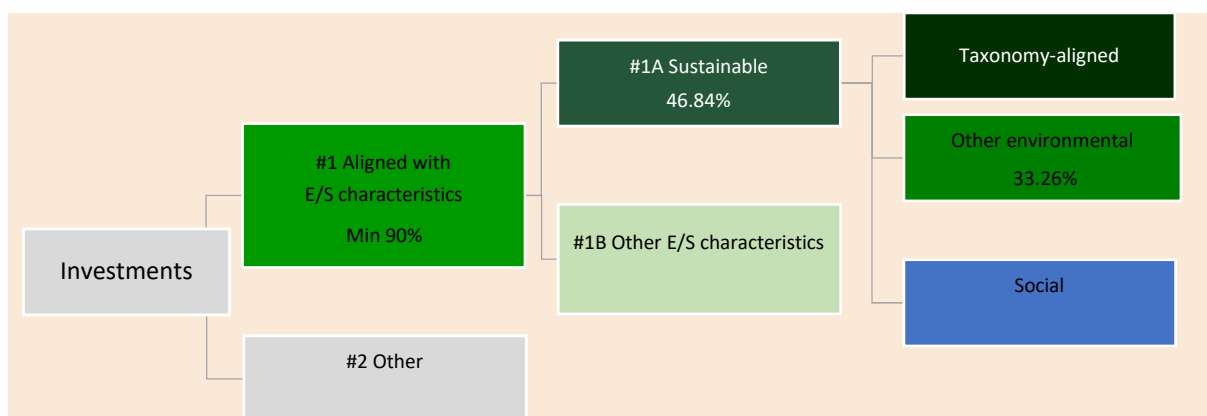 Investments
#1 Aligned with
E/S characteristics
Min 90%
#2 Other
#1A Sustainable
46.84%
#1B Other E/S characteristics
Taxonomy-aligned
Other environmental
33.26%
Social